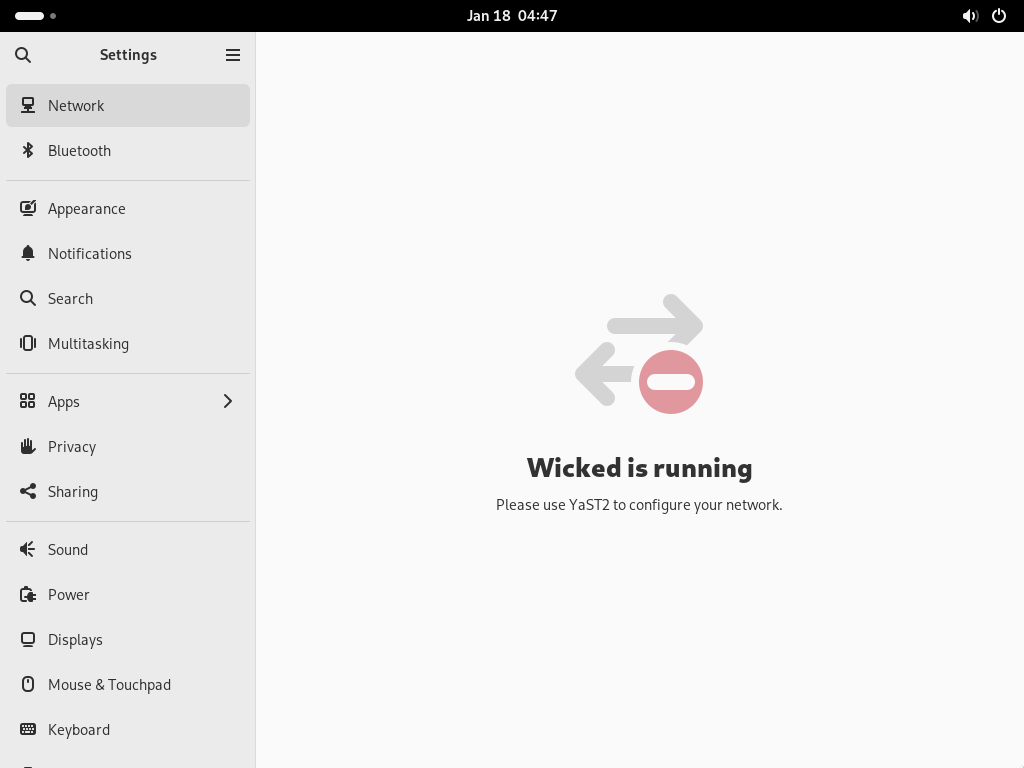 Jan 18  04:47
Settings
Network
Bluetooth
Appearance
Notifications
Search
Multitasking
Apps
Privacy
Sharing
Sound
Power
Displays
Mouse & Touchpad
Keyboard
Wicked is running
Please use YaST2 to configure your network.